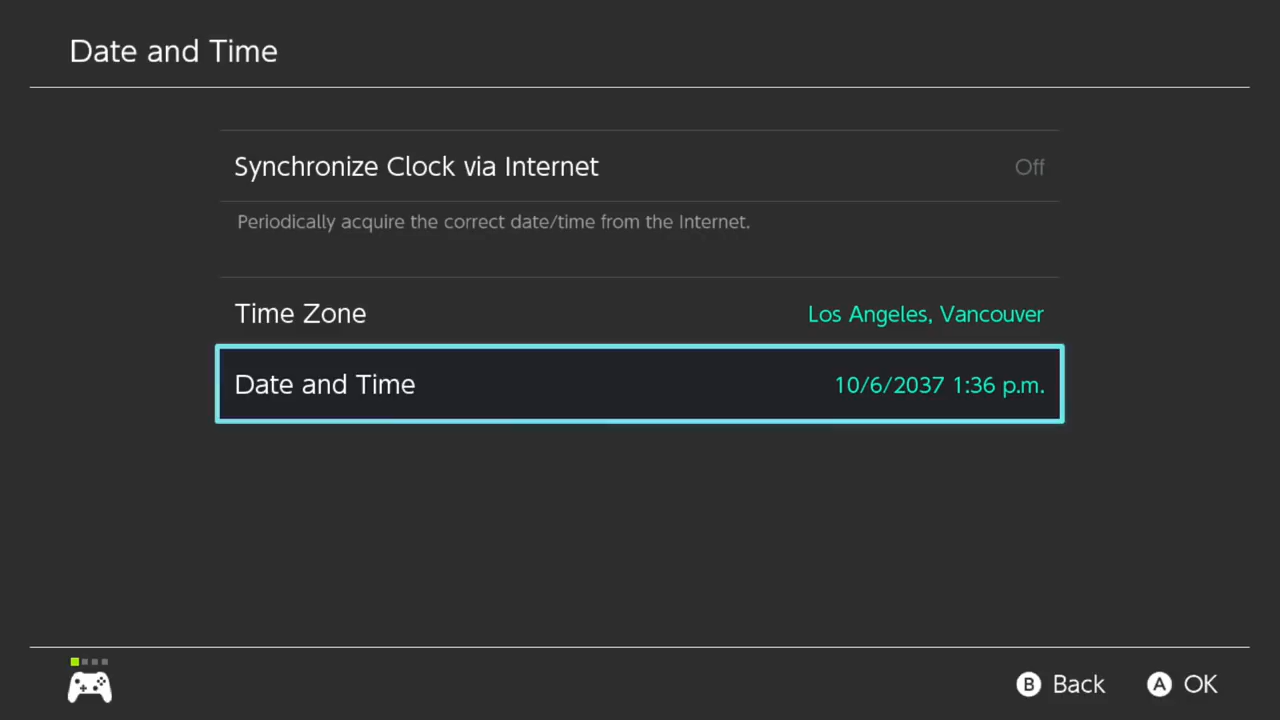 Date and Time
Synchronize Clock via Internet Off
Periodically acquire the correct date/time from the Internet.
Time Zone Los Angeles, Vancouver
Date and Time 10/6/2037 1:36 p.m.
B Back A OK